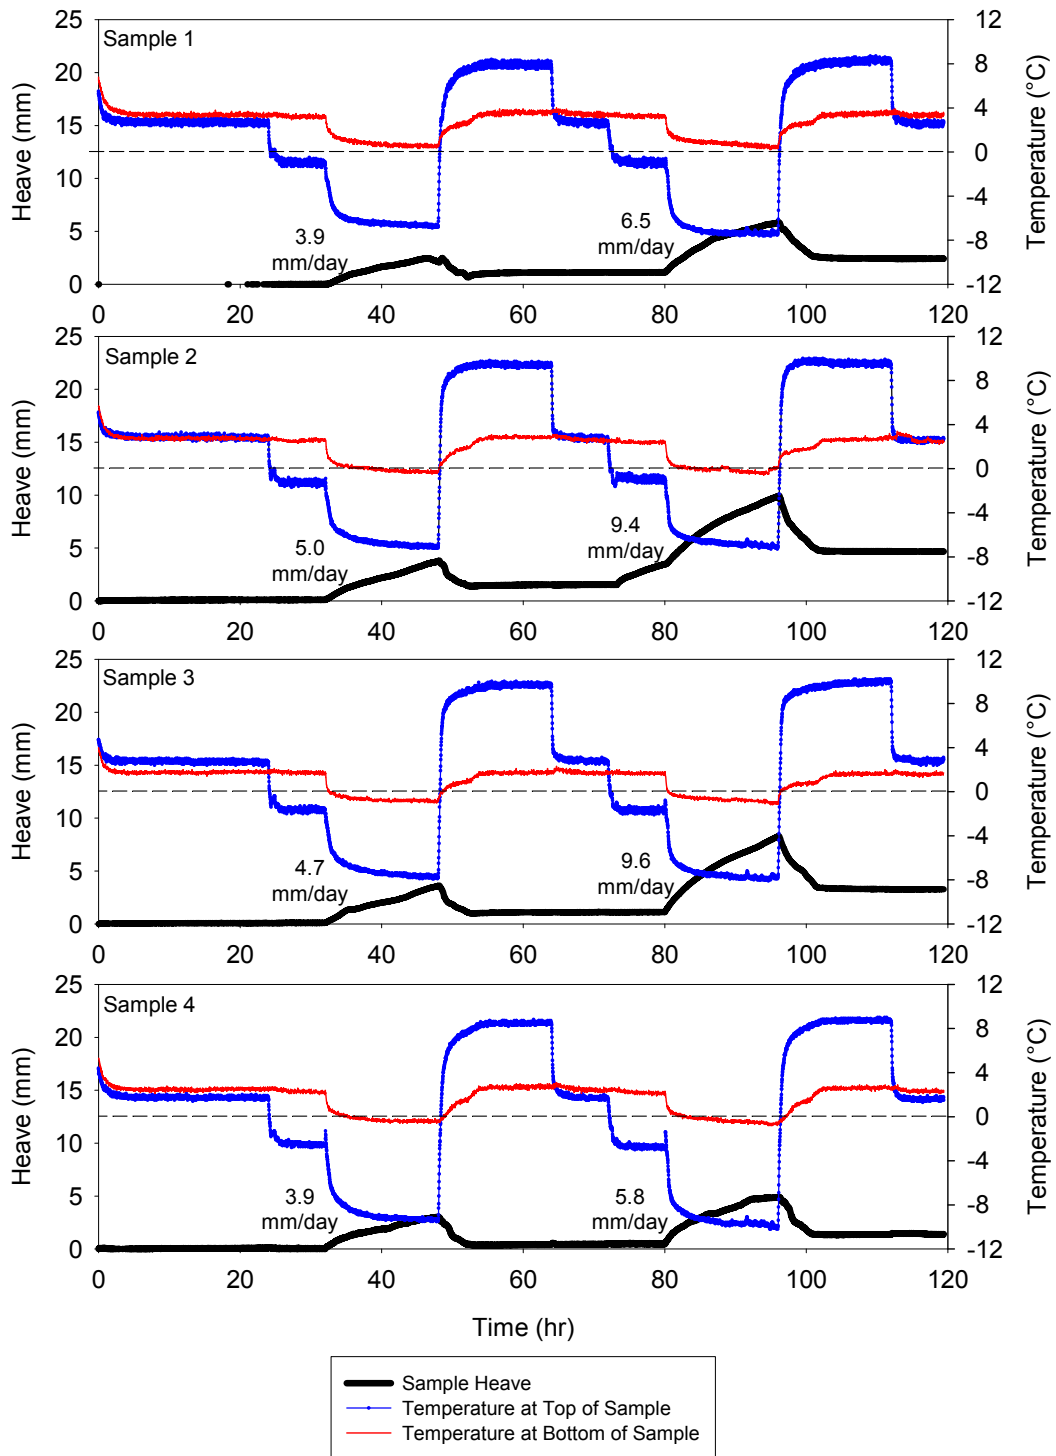 25
20
15
10
5
0
Heave (mm)
Sample 1
3.9
mm/day
6.5
mm/day
12
8
4
0
-4
-8
-12
Temperature (°C)
0 20 40 60 80 100 120
25
20
15
10
5
0
Heave (mm)
Sample 2
5.0
mm/day
9.4
mm/day
12
8
4
0
-4
-8
-12
Temperature (°C)
0 20 40 60 80 100 120
25
20
15
10
5
0
Heave (mm)
Sample 3
4.7
mm/day
9.6
mm/day
12
8
4
0
-4
-8
-12
Temperature (°C)
0 20 40 60 80 100 120
25
20
15
10
5
0
Heave (mm)
Sample 4
3.9
mm/day
5.8
mm/day
12
8
4
0
-4
-8
-12
Temperature (°C)
0 20 40 60 80 100 120
Time (hr)
Sample Heave
Temperature at Top of Sample
Temperature at Bottom of Sample